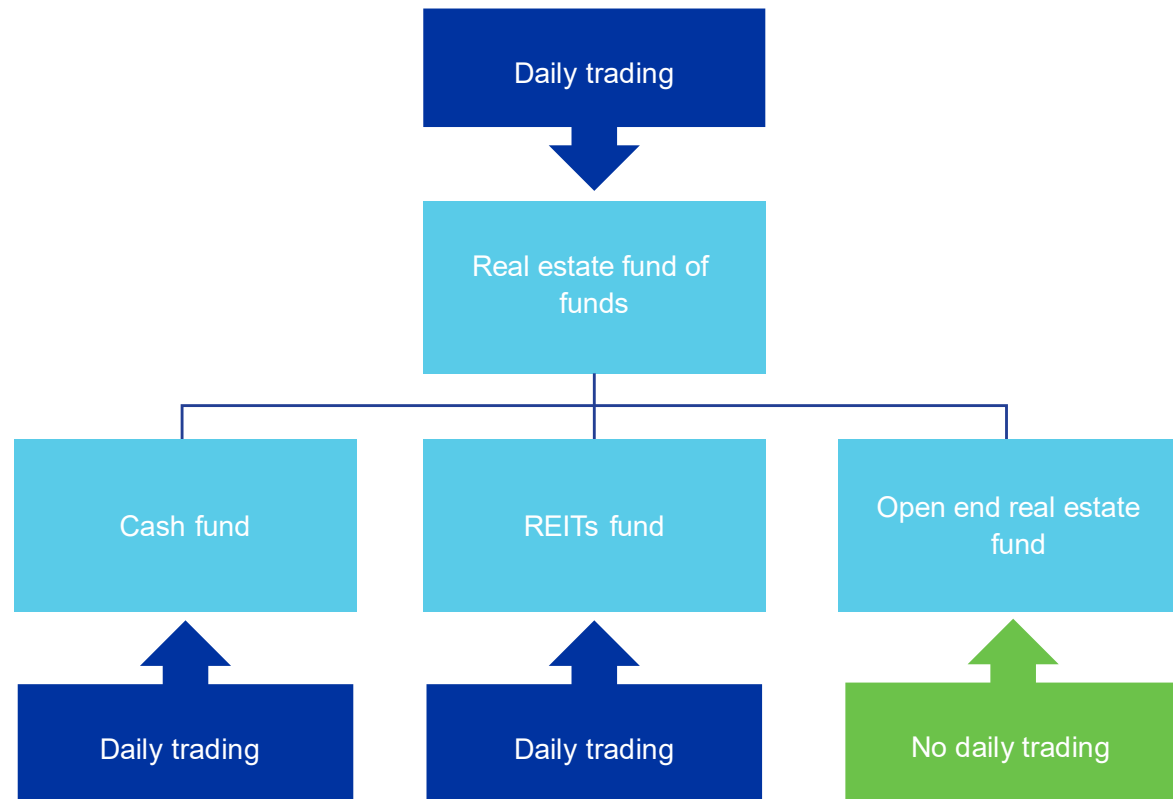 Daily trading
Real estate fund of
funds
Cash fund
REITs fund
Open end real estate
fund
Daily trading
Daily trading
No daily trading